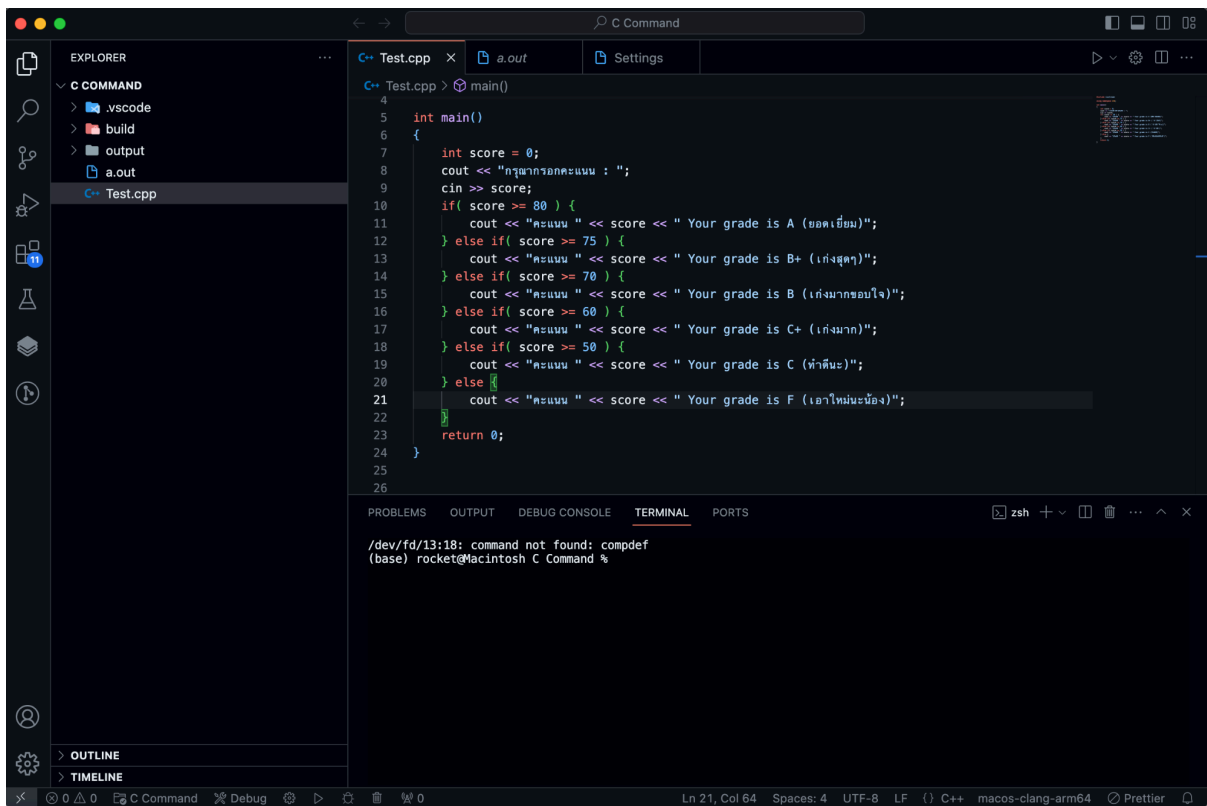 C Command
EXPLORER
Test.cpp
a.out
Settings
C COMMAND
.vscode
build
output
a.out
Test.cpp
Test.cpp > main()
4
5 int main()
6 {
7 int score = 0;
8 cout << "กรุณากรอกคะแนน : ";
9 cin >> score;
10 if( score >= 80 ) {
11 cout << "คะแนน " << score << " Your grade is A (ยอดเยี่ยม)";
12 } else if( score >= 75 ) {
13 cout << "คะแนน " << score << " Your grade is B+ (เก่งสุดๆ)";
14 } else if( score >= 70 ) {
15 cout << "คะแนน " << score << " Your grade is B (เก่งมากชอบใจ)";
16 } else if( score >= 60 ) {
17 cout << "คะแนน " << score << " Your grade is C+ (เก่งมาก)";
18 } else if( score >= 50 ) {
19 cout << "คะแนน " << score << " Your grade is C (ทำดีนะ)";
20 } else {
21 cout << "คะแนน " << score << " Your grade is F (เอาใหม่นะน้อง)";
22 }
23 return 0;
24 }
25
26
11
PROBLEMS OUTPUT DEBUG CONSOLE TERMINAL PORTS
zsh
/dev/fd/13:18: command not found: compdef
(base) rocket@Macintosh C Command %
OUTLINE
TIMELINE
0 0 C Command Debug 0 Ln 21, Col 64 Spaces: 4 UTF-8 LF {} C++ macos-clang-arm64 Prettier